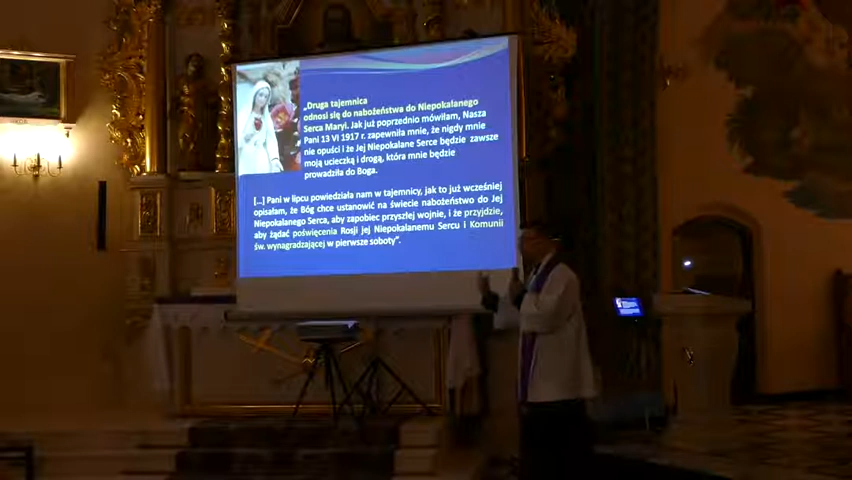 „Druga tajemnica
odnosi się do nabożeństwa do Niepokalanego
Serca Maryi. Jak już poprzednio mówiłam, Nasza
Pani 13 VI 1917 r. zapewniła mnie, że nigdy mnie
nie opuści i że Jej Niepokalane Serce będzie zawsze
moją ucieczką i drogą, która mnie będzie
prowadziła do Boga.
[...] Pani w lipcu powiedziała nam w tajemnicy, jak to już wcześniej
opisałam, że Bóg chce ustanowić na świecie nabożeństwo do Jej
Niepokalanego Serca, aby zapobiec przyszłej wojnie, i że przyjdzie,
aby żądać poświęcenia Rosji jej Niepokalanemu Sercu i Komunii
św. wynagradzającej w pierwsze soboty”.